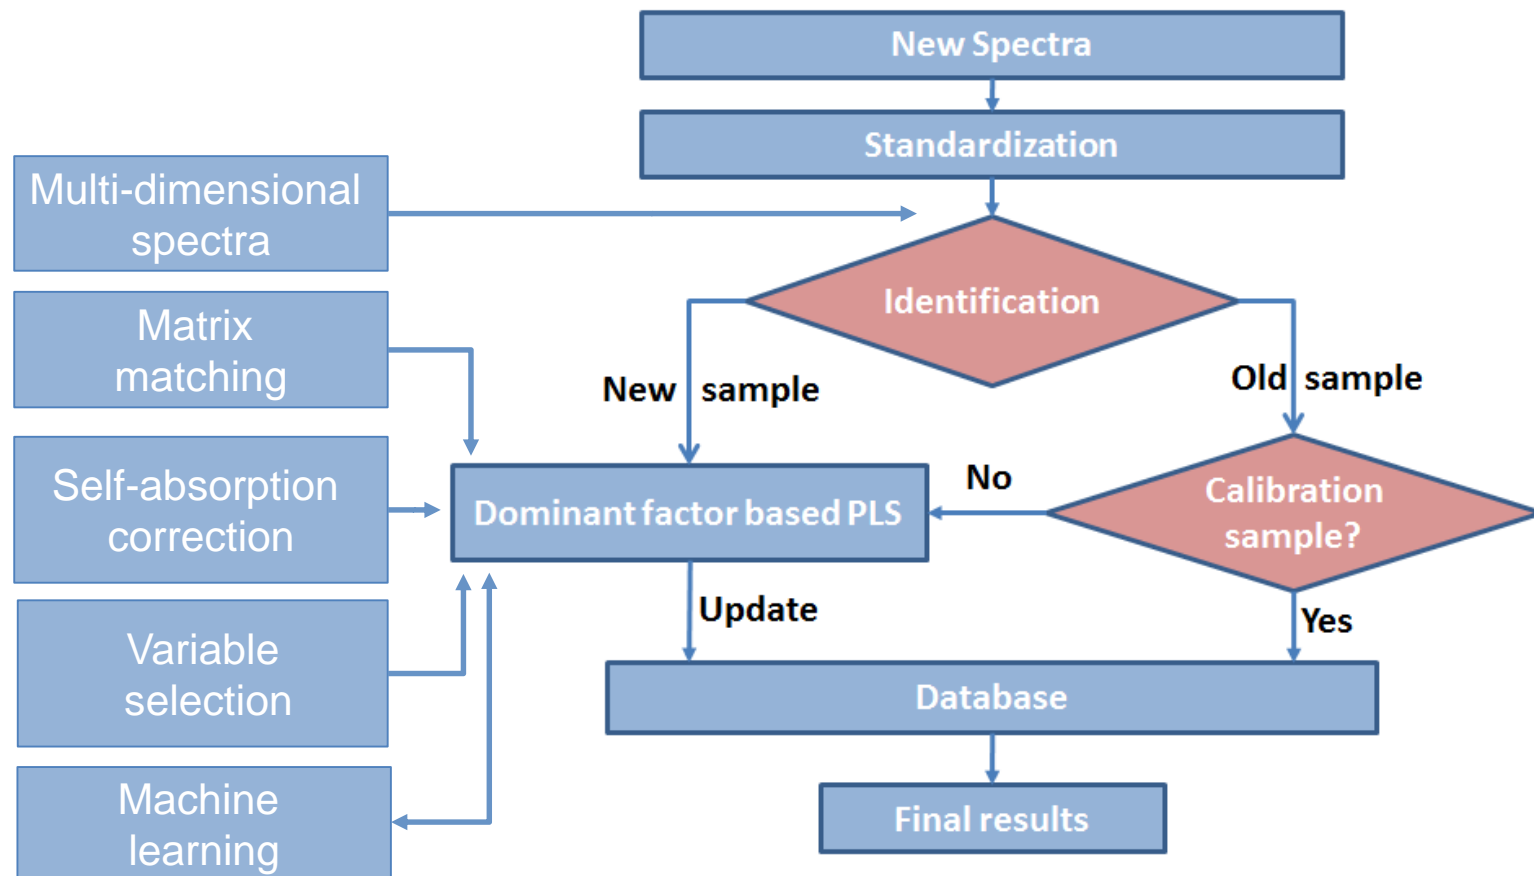 New Spectra
Standardization
Multi-dimensional
spectra
Identification
Matrix
matching
New sample
Old sample
Self-absorption
correction
Dominant factor based PLS
No
Calibration
sample?
Update
Yes
Variable
selection
Database
Machine
learning
Final results